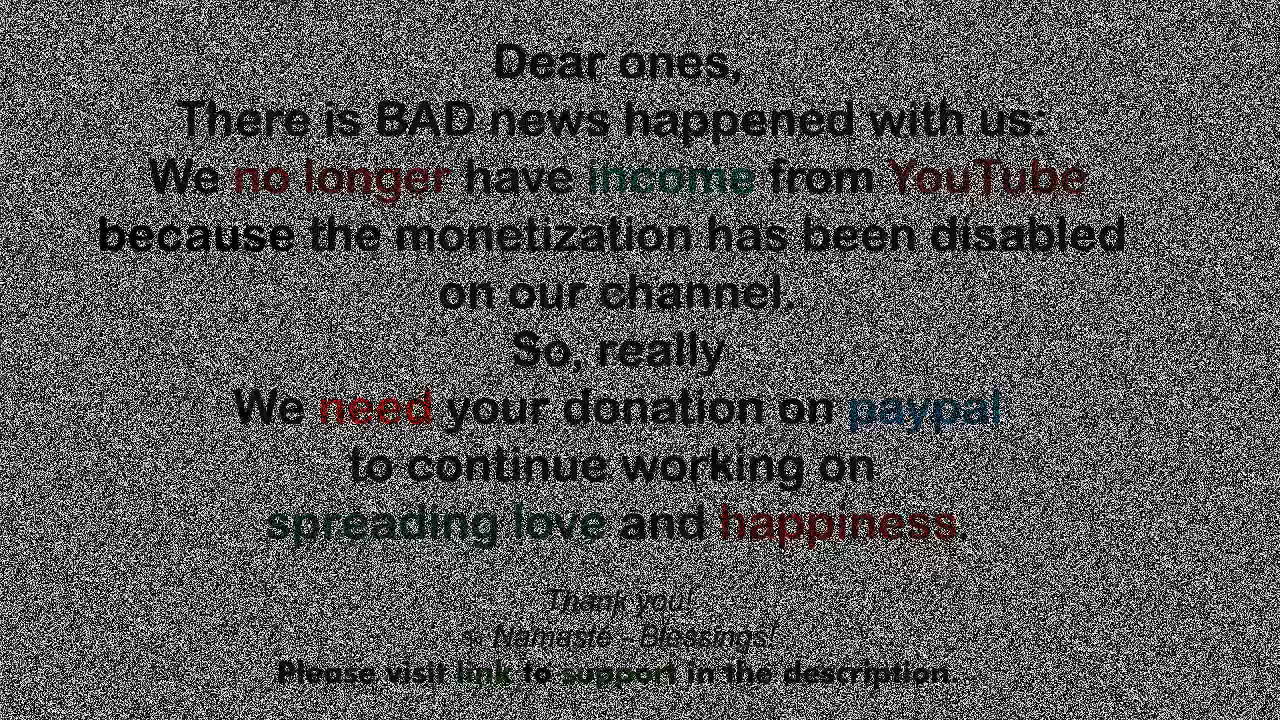 Dear ones,
There is BAD news happened with us:
We no longer have income from YouTube
because the monetization has been disabled
on our channel.
So, really
We need your donation on paypal
to continue working on
spreading love and happiness.
Thank you!
Namaste - Blessings!
Please visit link to support in the description.